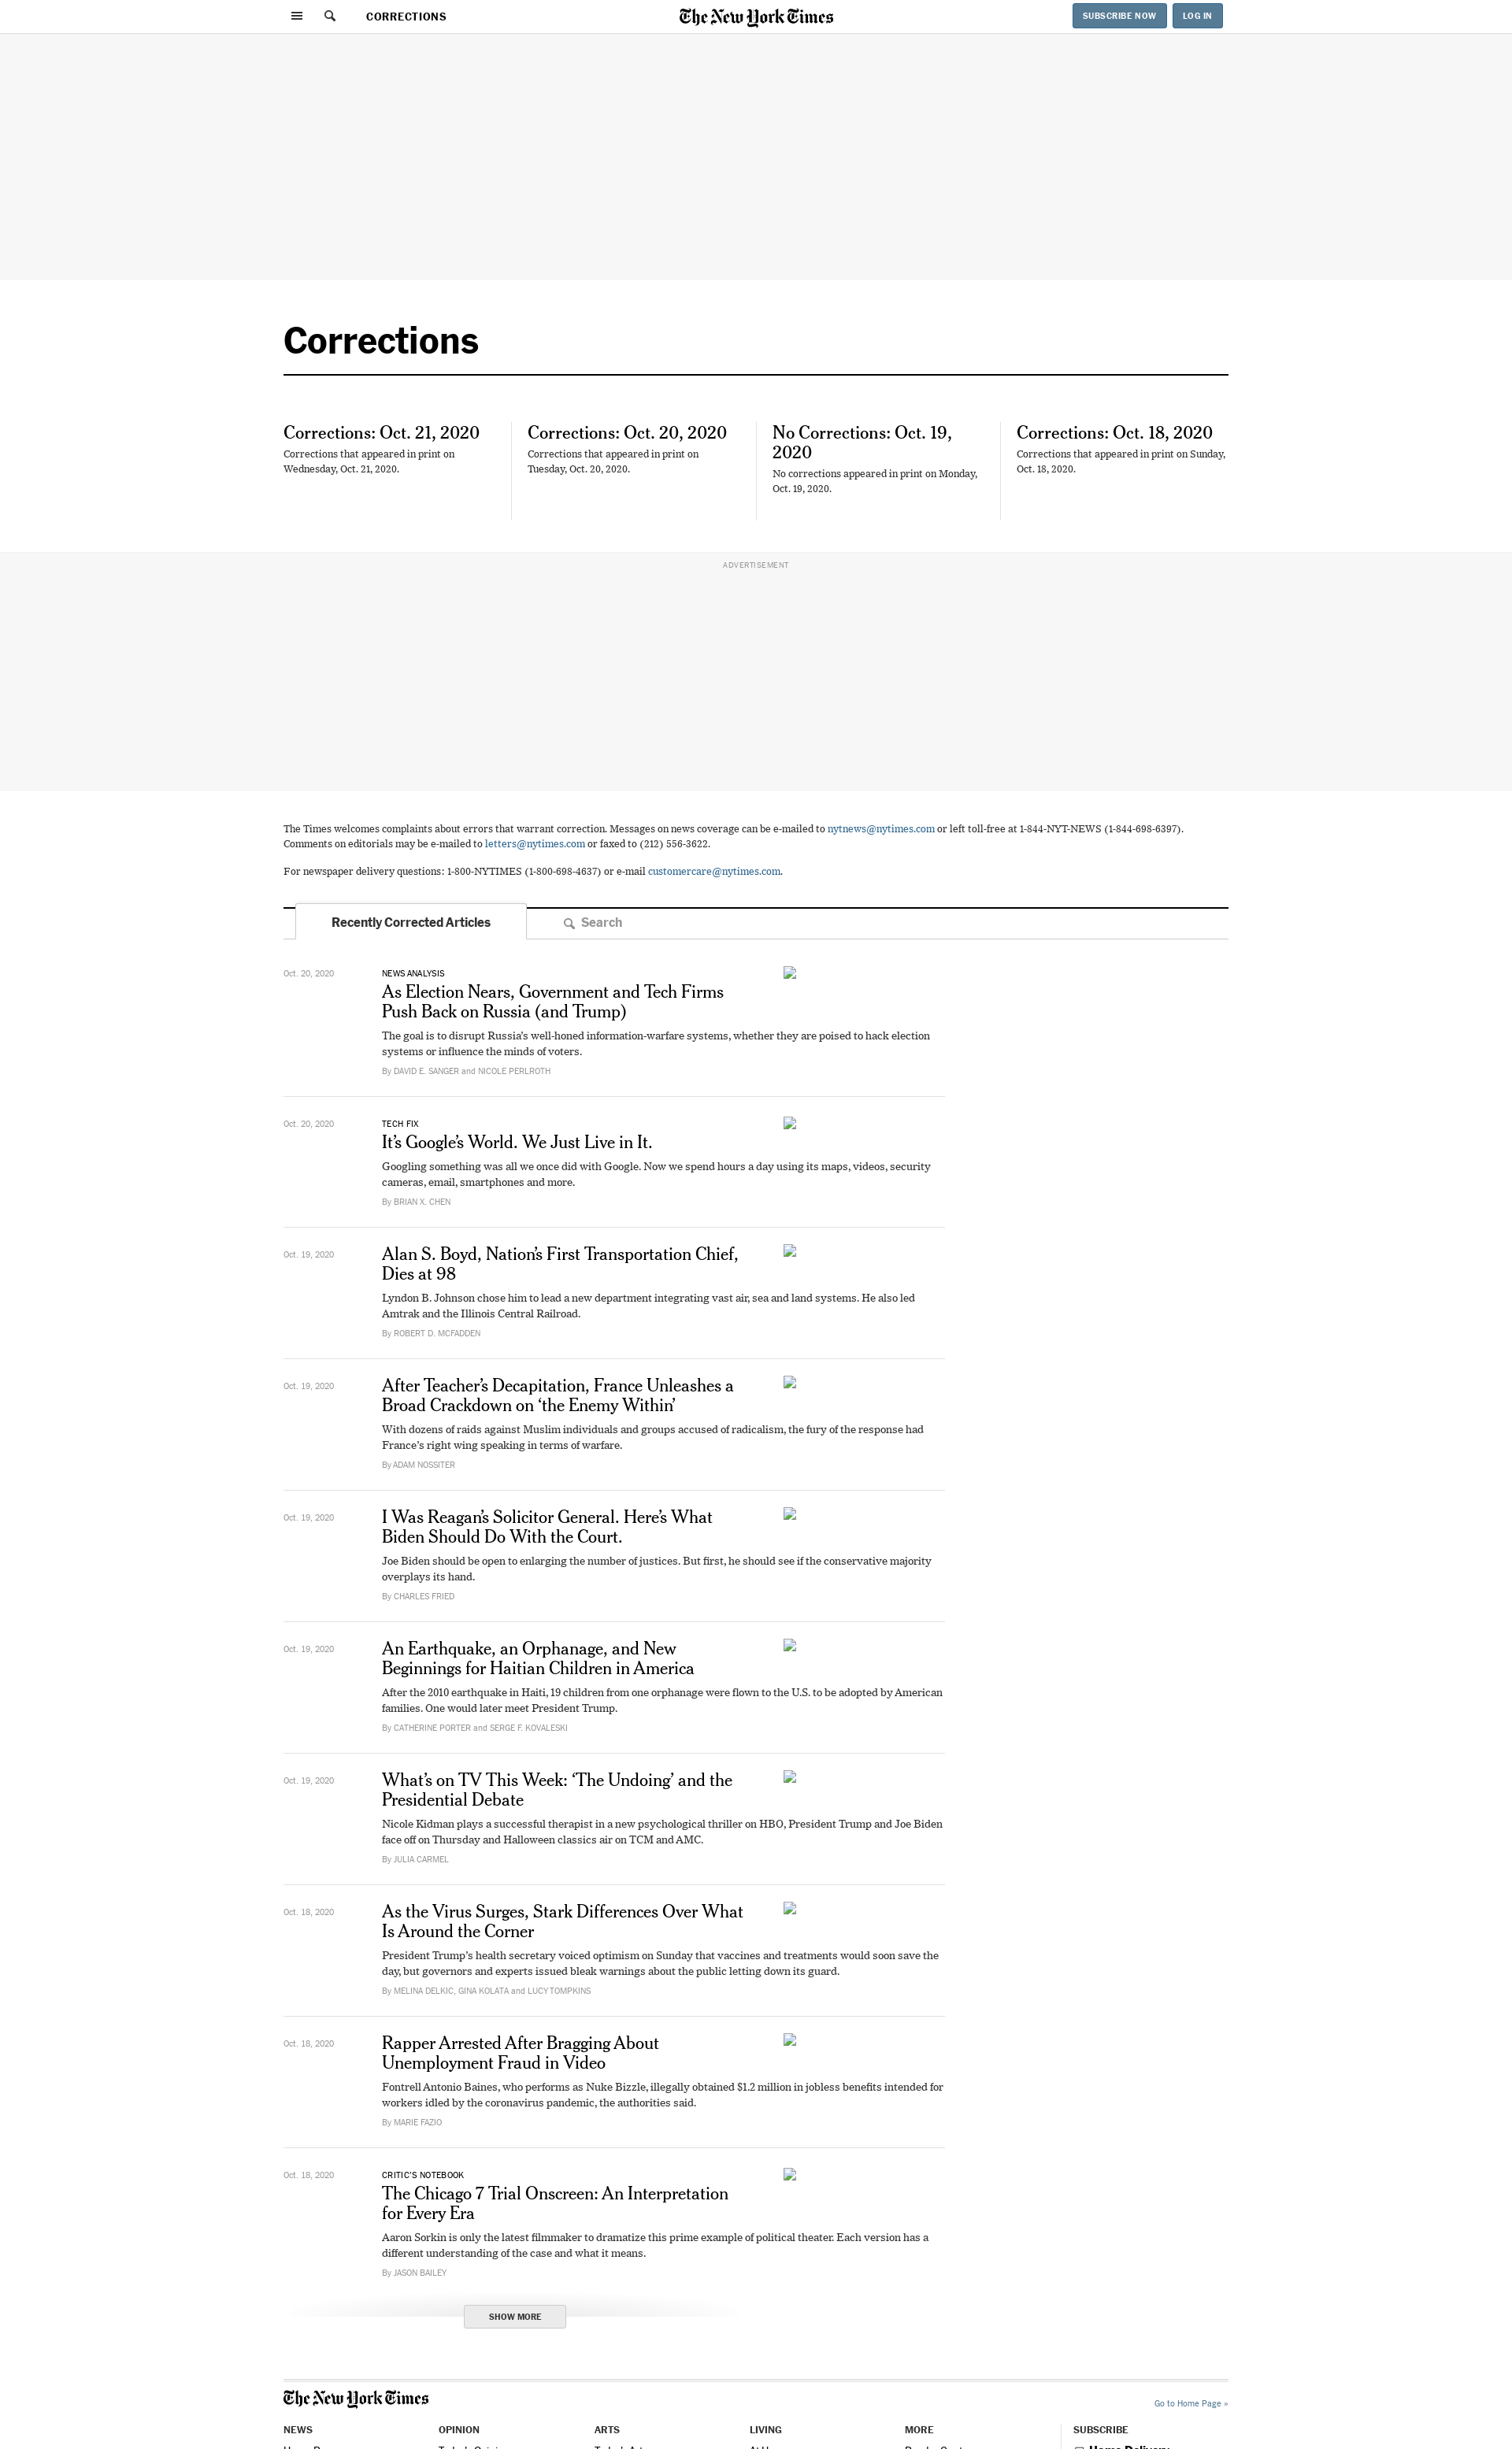 CORRECTIONS
The New York Times
SUBSCRIBE NOW
LOG IN
Corrections
Corrections: Oct. 21, 2020
Corrections that appeared in print on
Wednesday, Oct. 21, 2020.
Corrections: Oct. 20, 2020
Corrections that appeared in print on
Tuesday, Oct. 20, 2020.
No Corrections: Oct. 19,
2020
No corrections appeared in print on Monday,
Oct. 19, 2020.
Corrections: Oct. 18, 2020
Corrections that appeared in print on Sunday,
Oct. 18, 2020.
ADVERTISEMENT
The Times welcomes complaints about errors that warrant correction. Messages on news coverage can be e-mailed to nytnews@nytimes.com or left toll-free at 1-844-NYT-NEWS (1-844-698-6397).
Comments on editorials may be e-mailed to letters@nytimes.com or faxed to (212) 556-3622.
For newspaper delivery questions: 1-800-NYTIMES (1-800-698-4637) or e-mail customercare@nytimes.com.
Recently Corrected Articles
Search
Oct. 20, 2020
NEWS ANALYSIS
As Election Nears, Government and Tech Firms
Push Back on Russia (and Trump)
The goal is to disrupt Russia’s well-honed information-warfare systems, whether they are poised to hack election
systems or influence the minds of voters.
By DAVID E. SANGER and NICOLE PERLROTH
Oct. 20, 2020
TECH FIX
It’s Google’s World. We Just Live in It.
Googling something was all we once did with Google. Now we spend hours a day using its maps, videos, security
cameras, email, smartphones and more.
By BRIAN X. CHEN
Oct. 19, 2020
Alan S. Boyd, Nation’s First Transportation Chief,
Dies at 98
Lyndon B. Johnson chose him to lead a new department integrating vast air, sea and land systems. He also led
Amtrak and the Illinois Central Railroad.
By ROBERT D. MCFADDEN
Oct. 19, 2020
After Teacher’s Decapitation, France Unleashes a
Broad Crackdown on ‘the Enemy Within’
With dozens of raids against Muslim individuals and groups accused of radicalism, the fury of the response had
France’s right wing speaking in terms of warfare.
By ADAM NOSSITER
Oct. 19, 2020
I Was Reagan’s Solicitor General. Here’s What
Biden Should Do With the Court.
Joe Biden should be open to enlarging the number of justices. But first, he should see if the conservative majority
overplays its hand.
By CHARLES FRIED
Oct. 19, 2020
An Earthquake, an Orphanage, and New
Beginnings for Haitian Children in America
After the 2010 earthquake in Haiti, 19 children from one orphanage were flown to the U.S. to be adopted by American
families. One would later meet President Trump.
By CATHERINE PORTER and SERGE F. KOVALESKI
Oct. 19, 2020
What’s on TV This Week: ‘The Undoing’ and the
Presidential Debate
Nicole Kidman plays a successful therapist in a new psychological thriller on HBO, President Trump and Joe Biden
face off on Thursday and Halloween classics air on TCM and AMC.
By JULIA CARMEL
Oct. 18, 2020
As the Virus Surges, Stark Differences Over What
Is Around the Corner
President Trump’s health secretary voiced optimism on Sunday that vaccines and treatments would soon save the
day, but governors and experts issued bleak warnings about the public letting down its guard.
By MELINA DELKIC, GINA KOLATA and LUCY TOMPKINS
Oct. 18, 2020
Rapper Arrested After Bragging About
Unemployment Fraud in Video
Fontrell Antonio Baines, who performs as Nuke Bizzle, illegally obtained $1.2 million in jobless benefits intended for
workers idled by the coronavirus pandemic, the authorities said.
By MARIE FAZIO
Oct. 18, 2020
CRITIC’S NOTEBOOK
The Chicago 7 Trial Onscreen: An Interpretation
for Every Era
Aaron Sorkin is only the latest filmmaker to dramatize this prime example of political theater. Each version has a
different understanding of the case and what it means.
By JASON BAILEY
SHOW MORE
The New York Times
Go to Home Page »
NEWS
OPINION
ARTS
LIVING
MORE
SUBSCRIBE